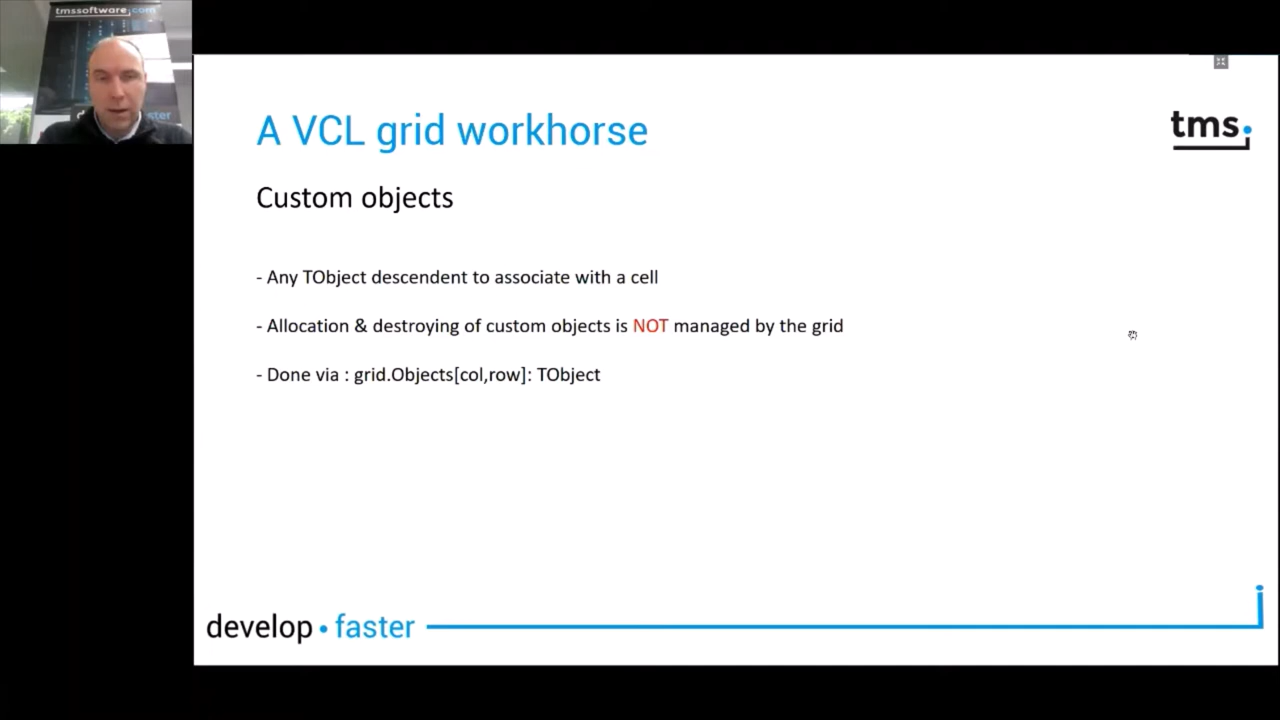 tmssoftware.com
A VCL grid workhorse
tms.
Custom objects
- Any TObject descendent to associate with a cell
- Allocation & destroying of custom objects is NOT managed by the grid
- Done via : grid.Objects[col,row]: TObject
develop • faster